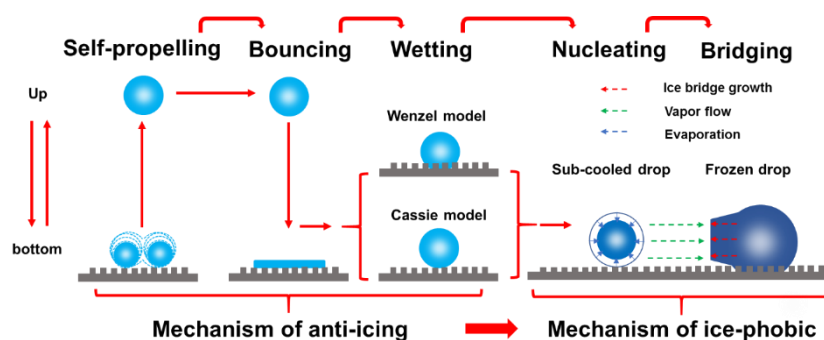 Self-propelling Bouncing Wetting Nucleating Bridging
Up
Ice bridge growth
Vapor flow
Evaporation
Wenzel model
Sub-cooled drop Frozen drop
Cassie model
bottom
Mechanism of anti-icing Mechanism of ice-phobic